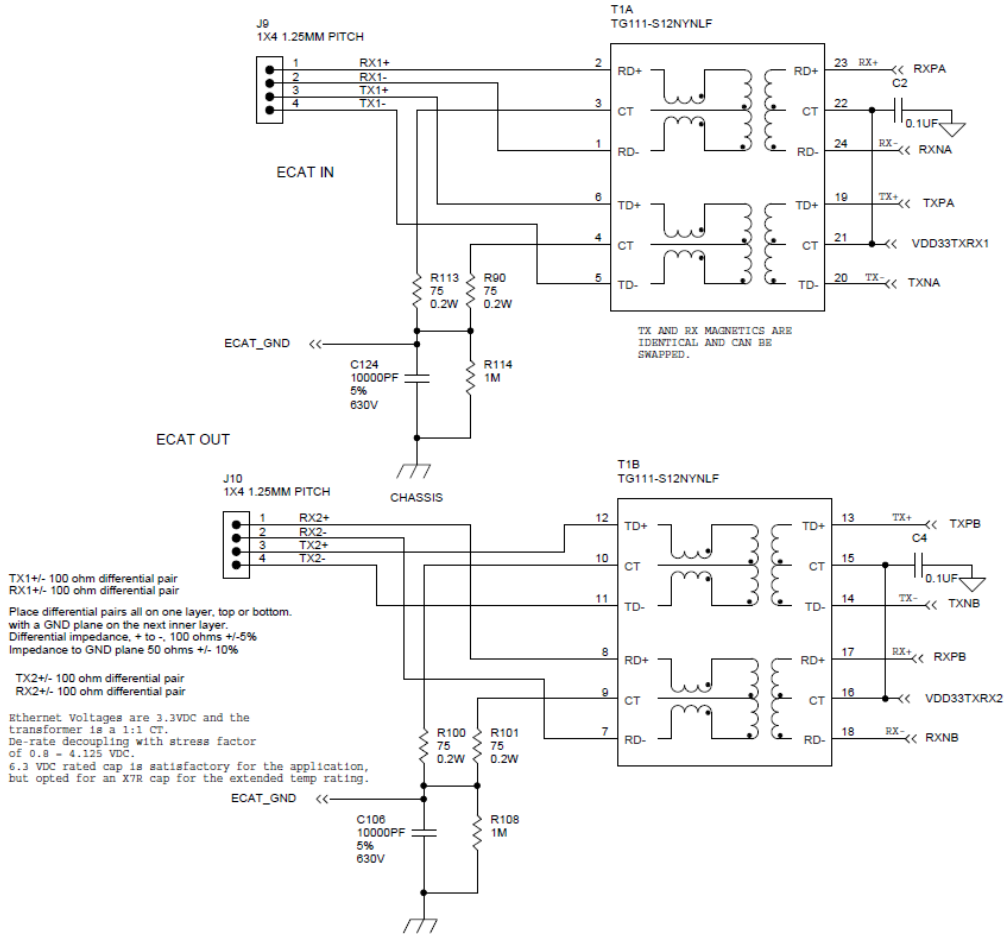 J9
1X4 1.25MM PITCH
1 RX1+
2 RX1-
3 TX1+
4 TX1-
ECAT IN
T1A
TG111-S12NYNLF
2 RD+ RD+ 23 RX+ RXPA
3 CT CT 22
C2
0.1UF
1 RD- RD- 24 RX- RXNA
6 TD+ TD+ 19 TX+ TXPA
4 CT CT 21 VDD33TXRX1
5 TD- TD- 20 TX- TXNA
R113
75
0.2W
R90
75
0.2W
TX AND RX MAGNETICS ARE
IDENTICAL AND CAN BE
SWAPPED.
ECAT_GND
C124
10000PF
5%
630V
R114
1M
CHASSIS
ECAT OUT
J10
1X4 1.25MM PITCH
1 RX2+
2 RX2-
3 TX2+
4 TX2-
T1B
TG111-S12NYNLF
12 TD+ TD+ 13 TX+ TXPB
10 CT CT 15
C4
0.1UF
11 TD- TD- 14 TX- TXNB
8 RD+ RD+ 17 RX+ RXPB
9 CT CT 16 VDD33TXRX2
7 RD- RD- 18 RX- RXNB
TX1+/- 100 ohm differential pair
RX1+/- 100 ohm differential pair
Place differential pairs all on one layer, top or bottom.
with a GND plane on the next inner layer.
Differential impedance, + to -, 100 ohms +/-5%
Impedance to GND plane 50 ohms +/- 10%
TX2+/- 100 ohm differential pair
RX2+/- 100 ohm differential pair
Ethernet Voltages are 3.3VDC and the
transformer is a 1:1 CT.
De-rate decoupling with stress factor
of 0.8 - 4.125 VDC.
6.3 VDC rated cap is satisfactory for the application,
but opted for an X7R cap for the extended temp rating.
R100
75
0.2W
R101
75
0.2W
ECAT_GND
C106
10000PF
5%
630V
R108
1M